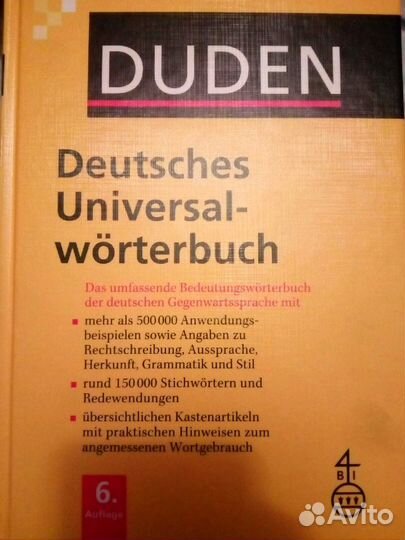 DUDEN
Deutsches
Universal-
wörterbuch
Das umfassende Bedeutungswörterbuch
der deutschen Gegenwartssprache mit
mehr als 500 000 Anwendungs-
beispielen sowie Angaben zu
Rechtschreibung, Aussprache,
Herkunft, Grammatik und Stil
rund 150 000 Stichwörtern und
Redewendungen
übersichtlichen Kastenartikeln
mit praktischen Hinweisen zum
angemessenen Wortgebrauch
6.
Auflage
B I
Avito